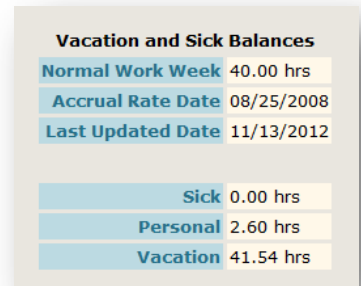 Vacation and Sick Balances
Normal Work Week 40.00 hrs
Accrual Rate Date 08/25/2008
Last Updated Date 11/13/2012
Sick 0.00 hrs
Personal 2.60 hrs
Vacation 41.54 hrs